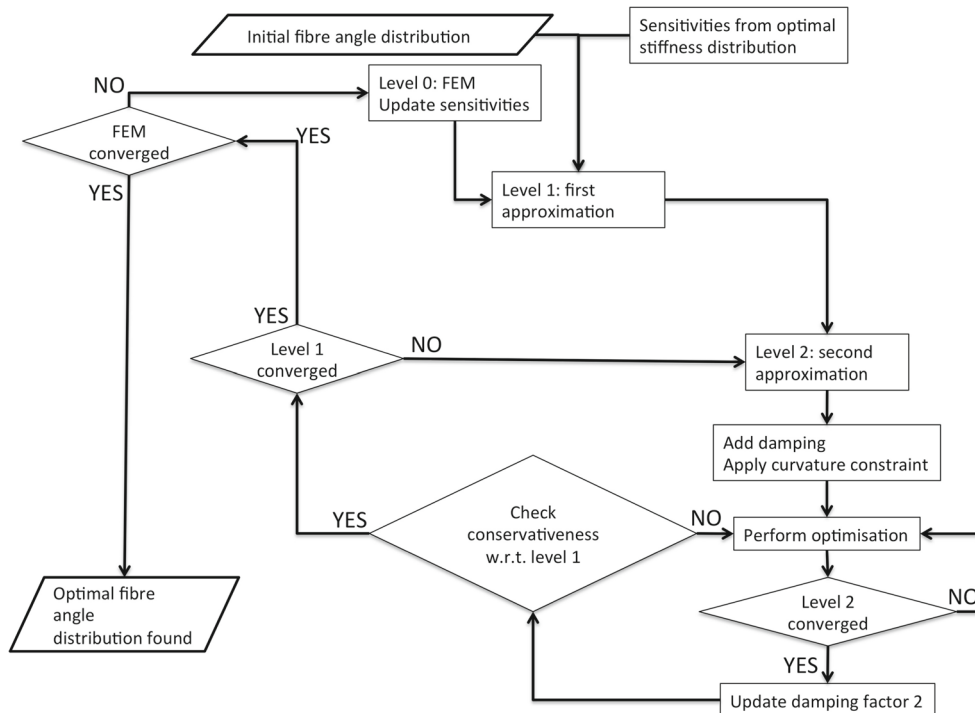 Initial fibre angle distribution
Sensitivities from optimal
stiffness distribution
NO
Level 0: FEM
Update sensitivities
FEM
converged
YES
YES
Level 1: first
approximation
YES
Level 1
converged
NO
Level 2: second
approximation
Add damping
Apply curvature constraint
Check
conservativeness
w.r.t. level 1
YES
NO
Perform optimisation
Level 2
converged
NO
YES
Update damping factor 2
Optimal fibre
angle
distribution found